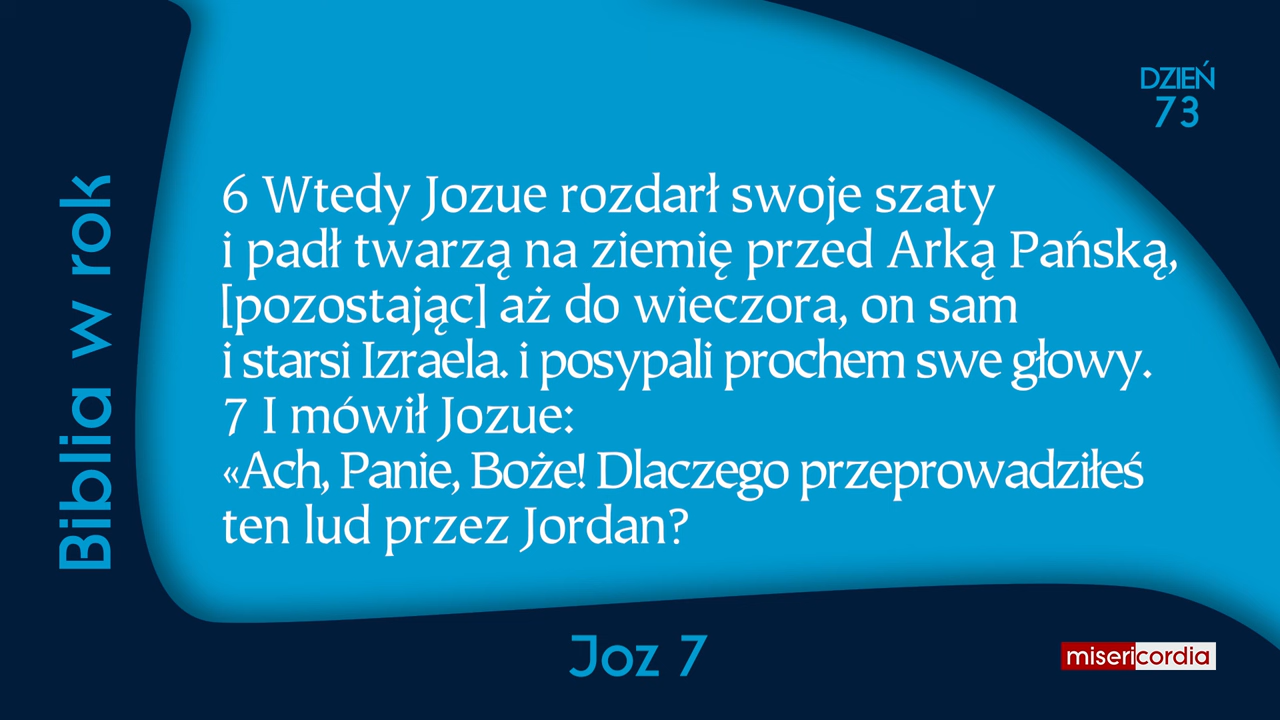 DZIEŃ
73
Biblia w rok
6 Wtedy Jozue rozdarł swoje szaty
i padł twarzą na ziemię przed Arką Pańską,
[pozostając] aż do wieczora, on sam
i starsi Izraela. i posypali prochem swe głowy.
7 I mówił Jozue:
«Ach, Panie, Boże! Dlaczego przeprowadziłeś
ten lud przez Jordan?
Joz 7
misericordia